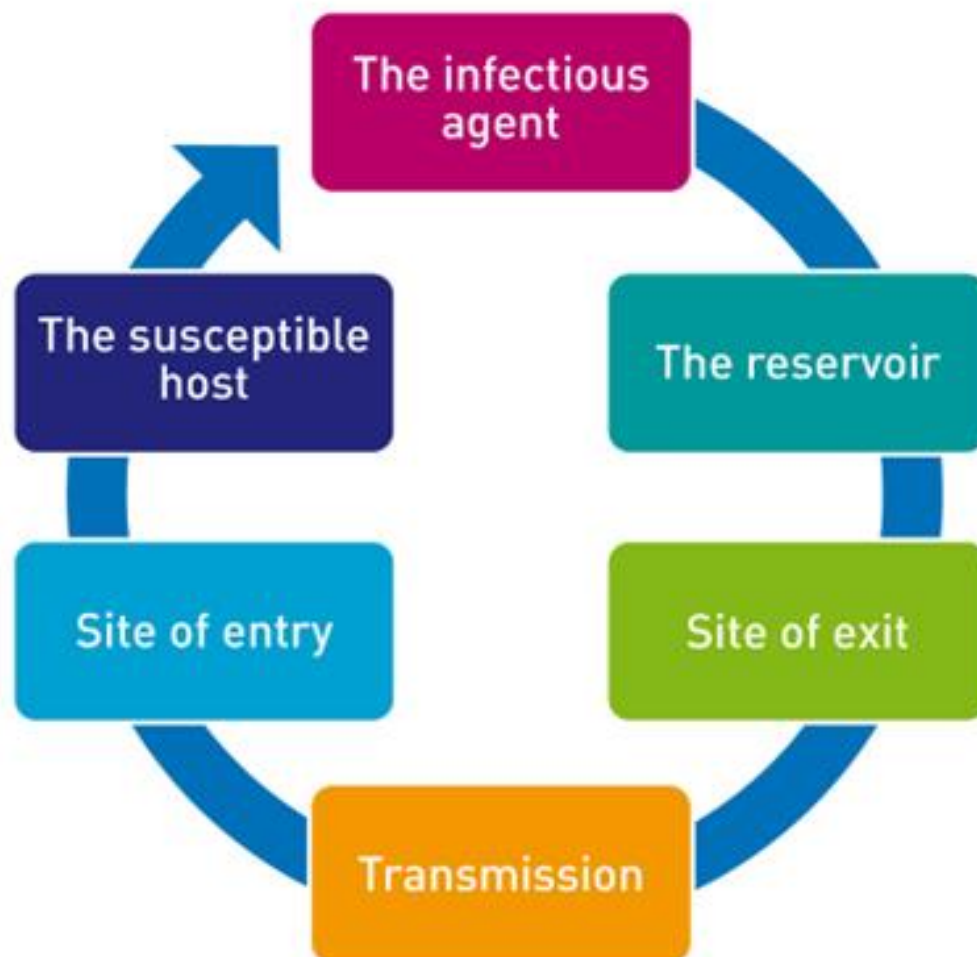 The infectious
agent
The reservoir
Site of exit
Transmission
Site of entry
The susceptible
host